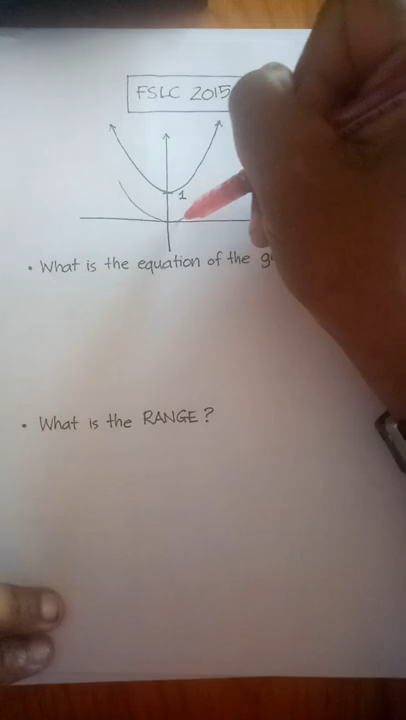 FSLC 2015
1
• What is the equation of the
• What is the RANGE?